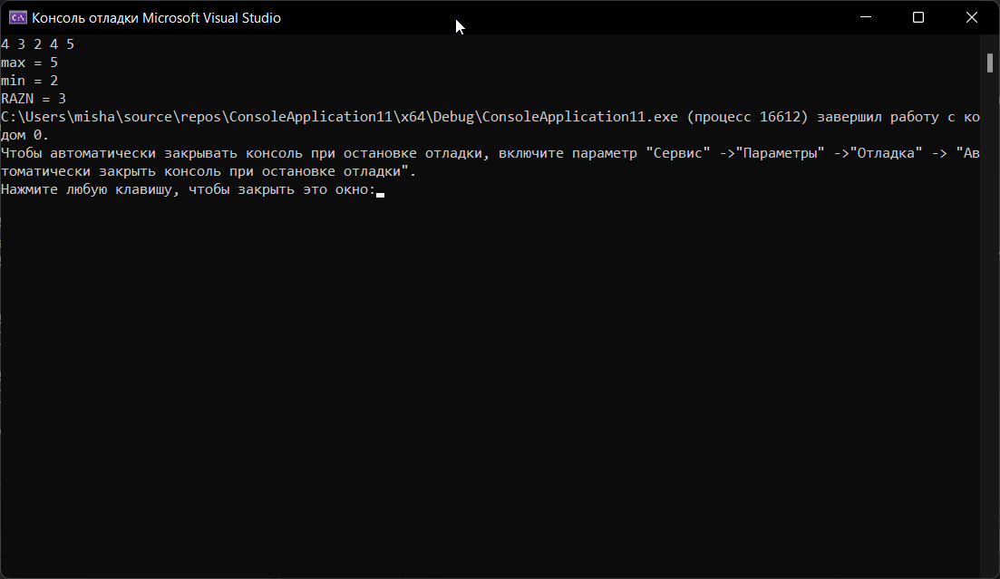 Консоль отладки Microsoft Visual Studio
4 3 2 4 5
max = 5
min = 2
RAZN = 3
C:\Users\misha\source\repos\ConsoleApplication11\x64\Debug\ConsoleApplication11.exe (процесс 16612) завершил работу с ко
дом 0.
Чтобы автоматически закрывать консоль при остановке отладки, включите параметр "Сервис" ->"Параметры" ->"Отладка" -> "Ав
томатически закрыть консоль при остановке отладки".
Нажмите любую клавишу, чтобы закрыть это окно: